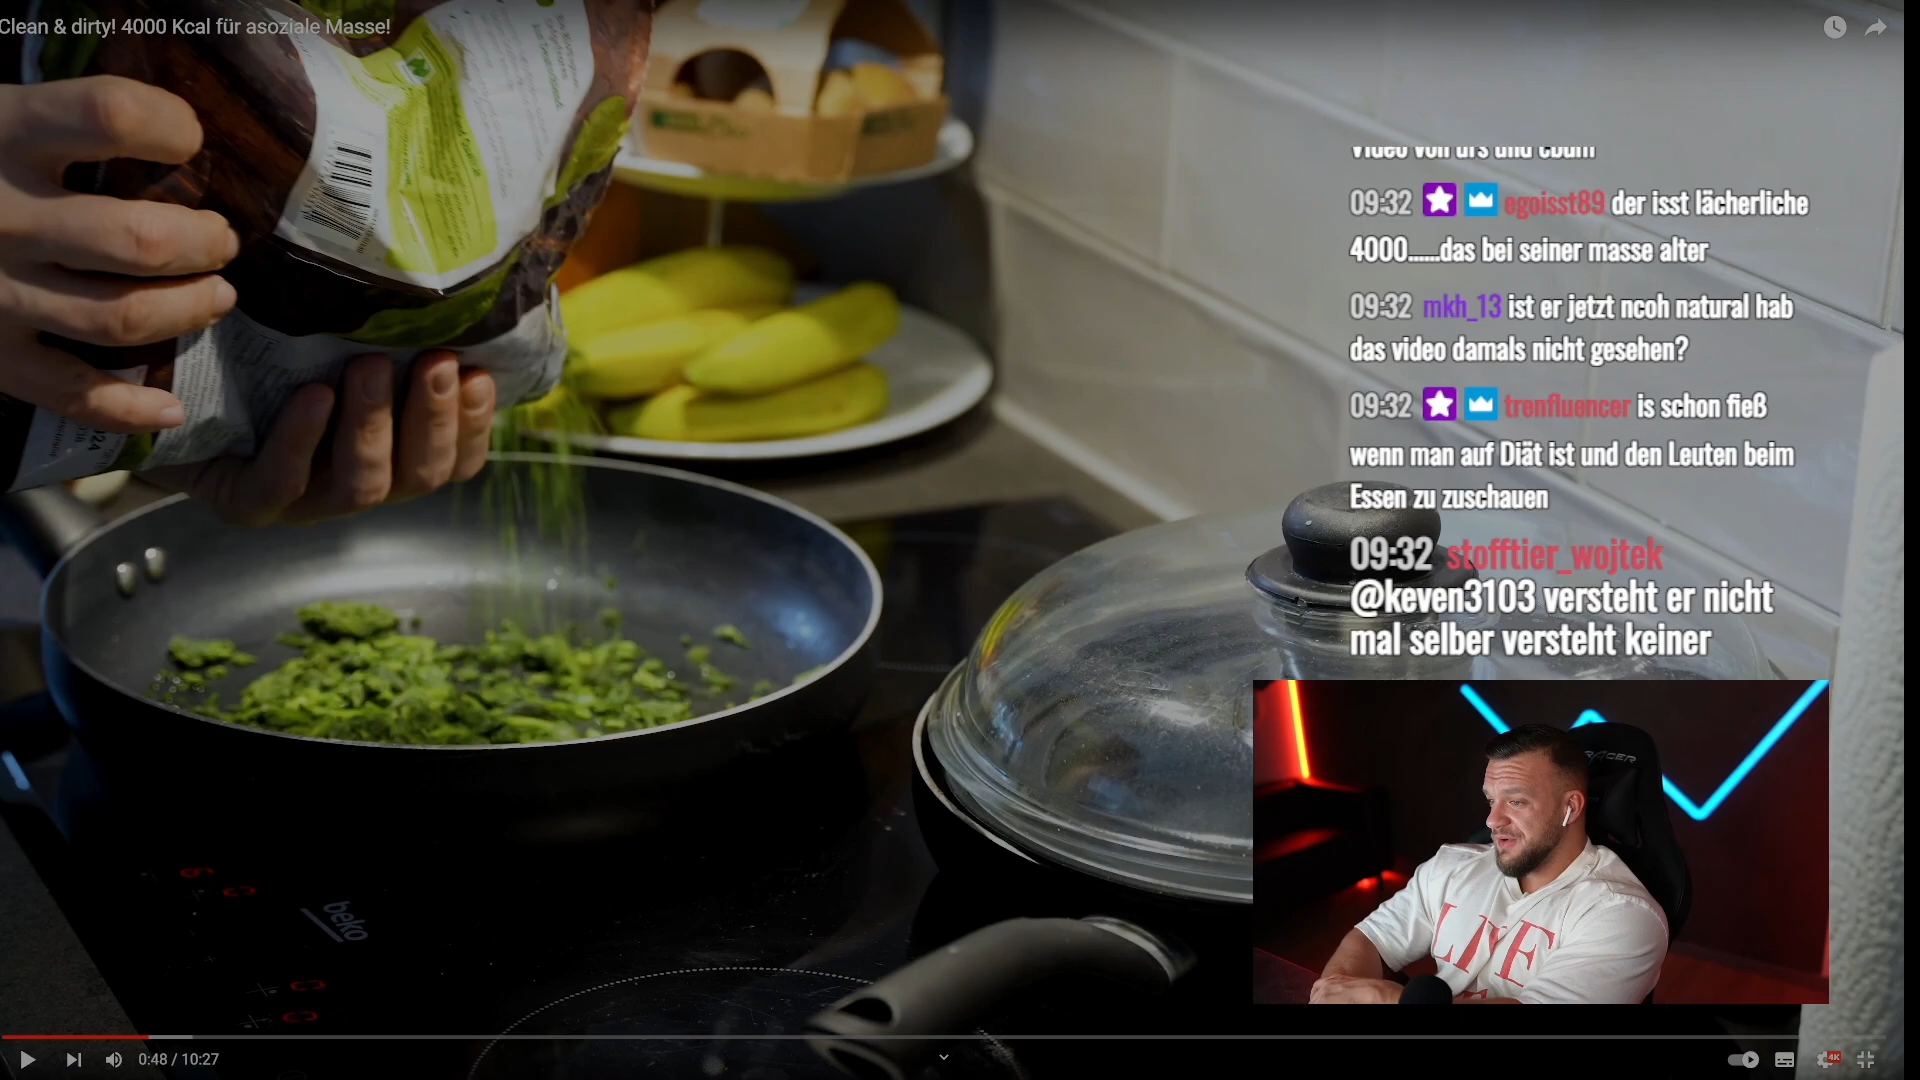 Clean & dirty! 4000 Kcal für asoziale Masse!
09:32 egoisst89 der isst lächerliche
4000......das bei seiner masse alter
09:32 mkh_13 ist er jetzt ncoh natural hab
das video damals nicht gesehen?
09:32 trenfluencer is schon fieß
wenn man auf Diät ist und den Leuten beim
Essen zu zuschauen
09:32 stofftier_wojtek
@keven3103 versteht er nicht
mal selber versteht keiner
LIVE
beko
0:48 / 10:27
4K